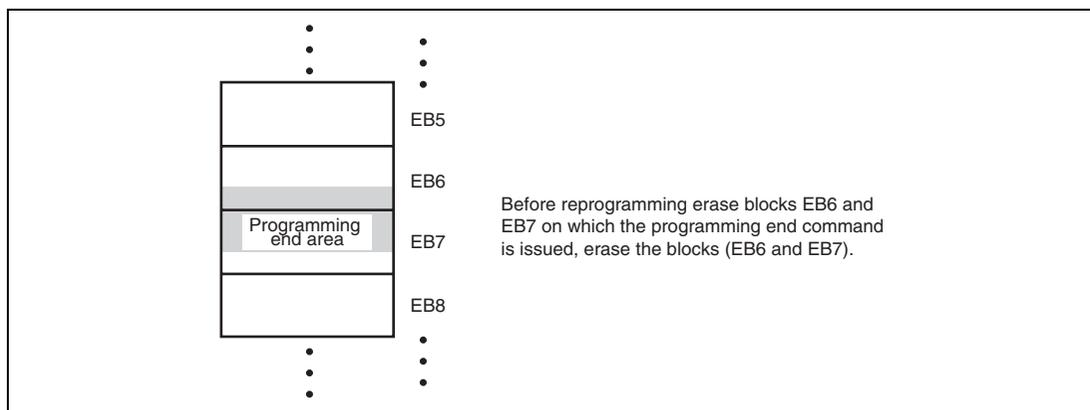 EB5
EB6
Programming
end area
EB7
EB8
Before reprogramming erase blocks EB6 and
EB7 on which the programming end command
is issued, erase the blocks (EB6 and EB7).